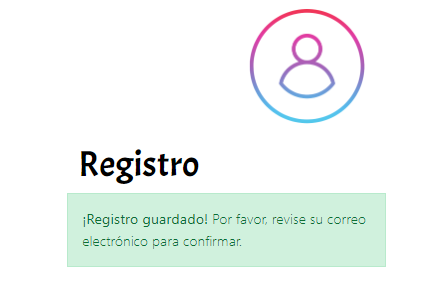 Registro
¡Registro guardado! Por favor, revise su correo
electrónico para confirmar.